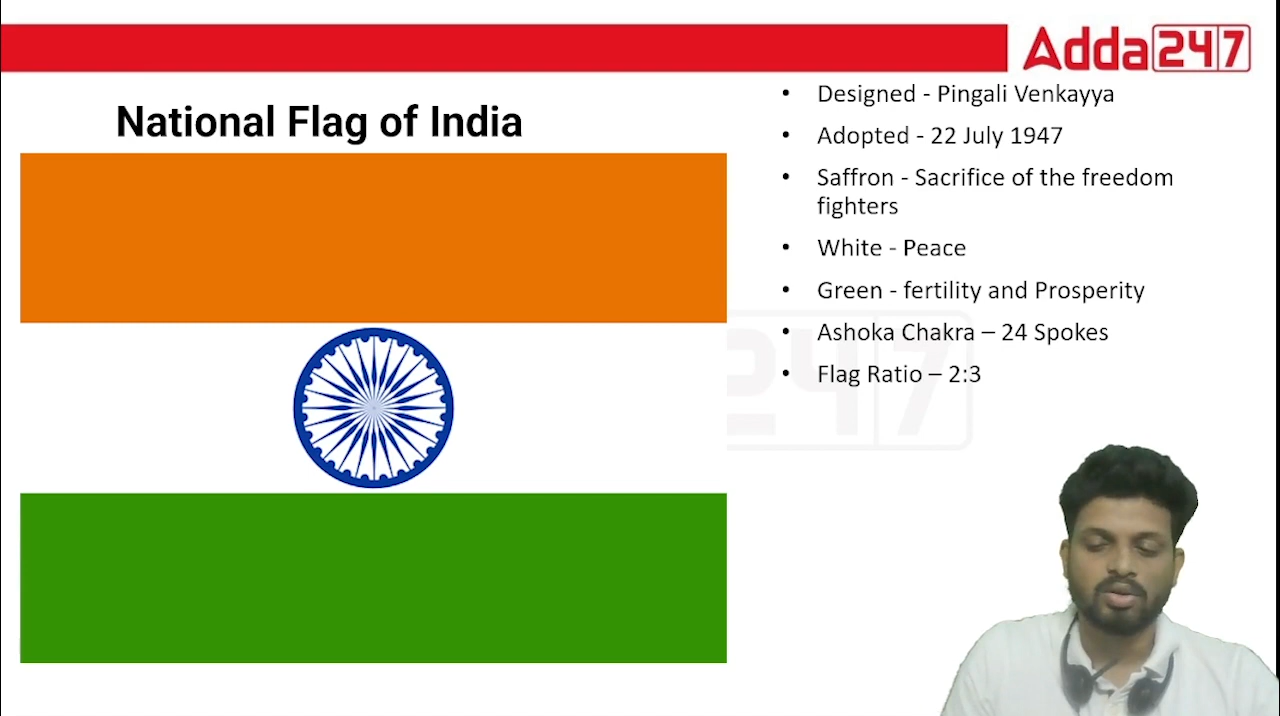 Adda247
National Flag of India
• Designed - Pingali Venkayya
• Adopted - 22 July 1947
• Saffron - Sacrifice of the freedom
fighters
• White - Peace
• Green - fertility and Prosperity
• Ashoka Chakra – 24 Spokes
• Flag Ratio – 2:3
247